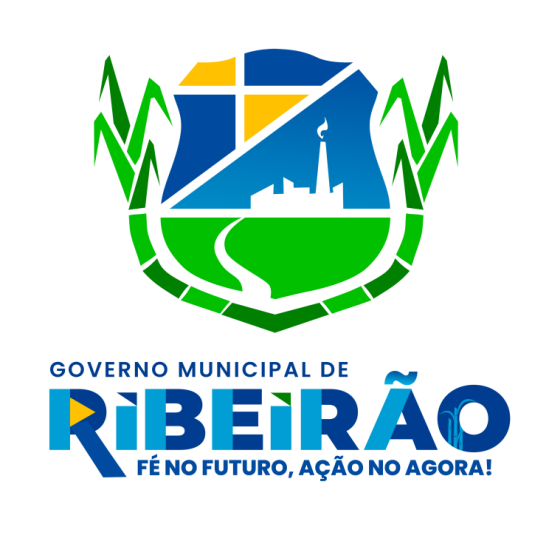 GOVERNO MUNICIPAL DE
RIBEIRÃO
FÉ NO FUTURO, AÇÃO NO AGORA!